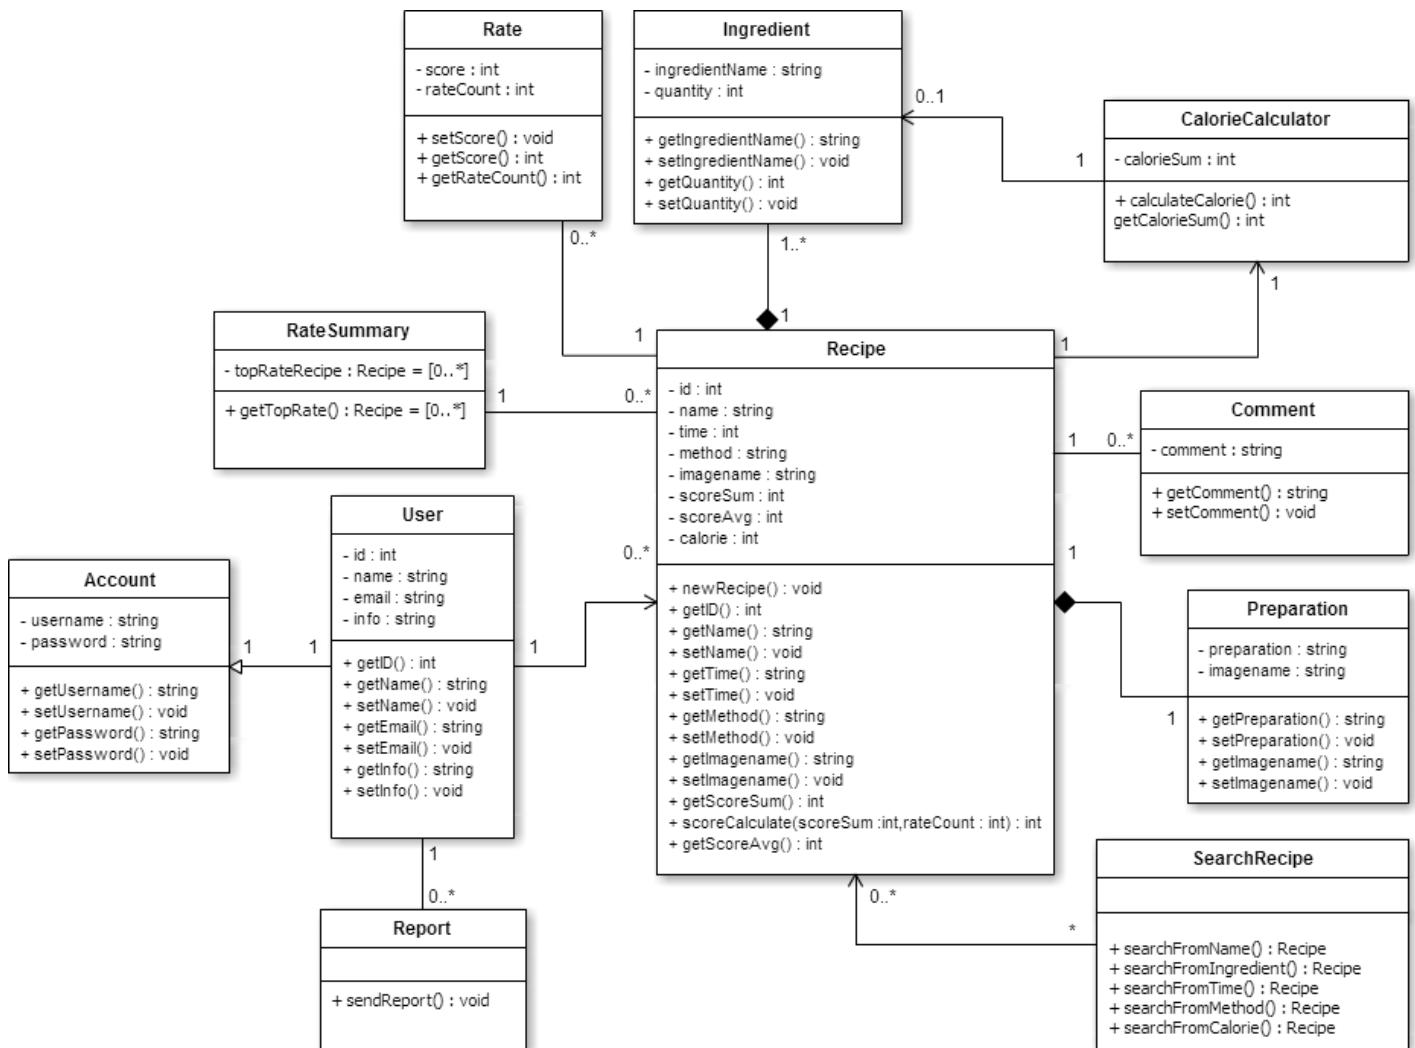 Rate
- score : int
- rateCount : int
+ setScore() : void
+ getScore() : int
+ getRateCount() : int
0..*
1
Ingredient
- ingredientName : string
- quantity : int
+ getIngredientName() : string
+ setIngredientName() : void
+ getQuantity() : int
+ setQuantity() : void
1..*
1
0..1
1
CalorieCalculator
- calorieSum : int
+ calculateCalorie() : int
getCalorieSum() : int
1
1
RateSummary
- topRateRecipe : Recipe = [0..*]
+ getTopRate() : Recipe = [0..*]
1
0..*
Recipe
- id : int
- name : string
- time : int
- method : string
- imagename : string
- scoreSum : int
- scoreAvg : int
- calorie : int
+ newRecipe() : void
+ getID() : int
+ getName() : string
+ setName() : void
+ getTime() : string
+ setTime() : void
+ getMethod() : string
+ setMethod() : void
+ getImagename() : string
+ setImagename() : void
+ getScoreSum() : int
+ scoreCalculate(scoreSum :int,rateCount : int) : int
+ getScoreAvg() : int
1
0..*
Comment
- comment : string
+ getComment() : string
+ setComment() : void
User
- id : int
- name : string
- email : string
- info : string
+ getID() : int
+ getName() : string
+ setName() : void
+ getEmail() : string
+ setEmail() : void
+ getInfo() : string
+ setInfo() : void
0..*
1
Account
- username : string
- password : string
+ getUsername() : string
+ setUsername() : void
+ getPassword() : string
+ setPassword() : void
1
1
1
1
Preparation
- preparation : string
- imagename : string
+ getPreparation() : string
+ setPreparation() : void
+ getImagename() : string
+ setImagename() : void
1
0..*
Report
+ sendReport() : void
0..*
*
SearchRecipe
+ searchFromName() : Recipe
+ searchFromIngredient() : Recipe
+ searchFromTime() : Recipe
+ searchFromMethod() : Recipe
+ searchFromCalorie() : Recipe